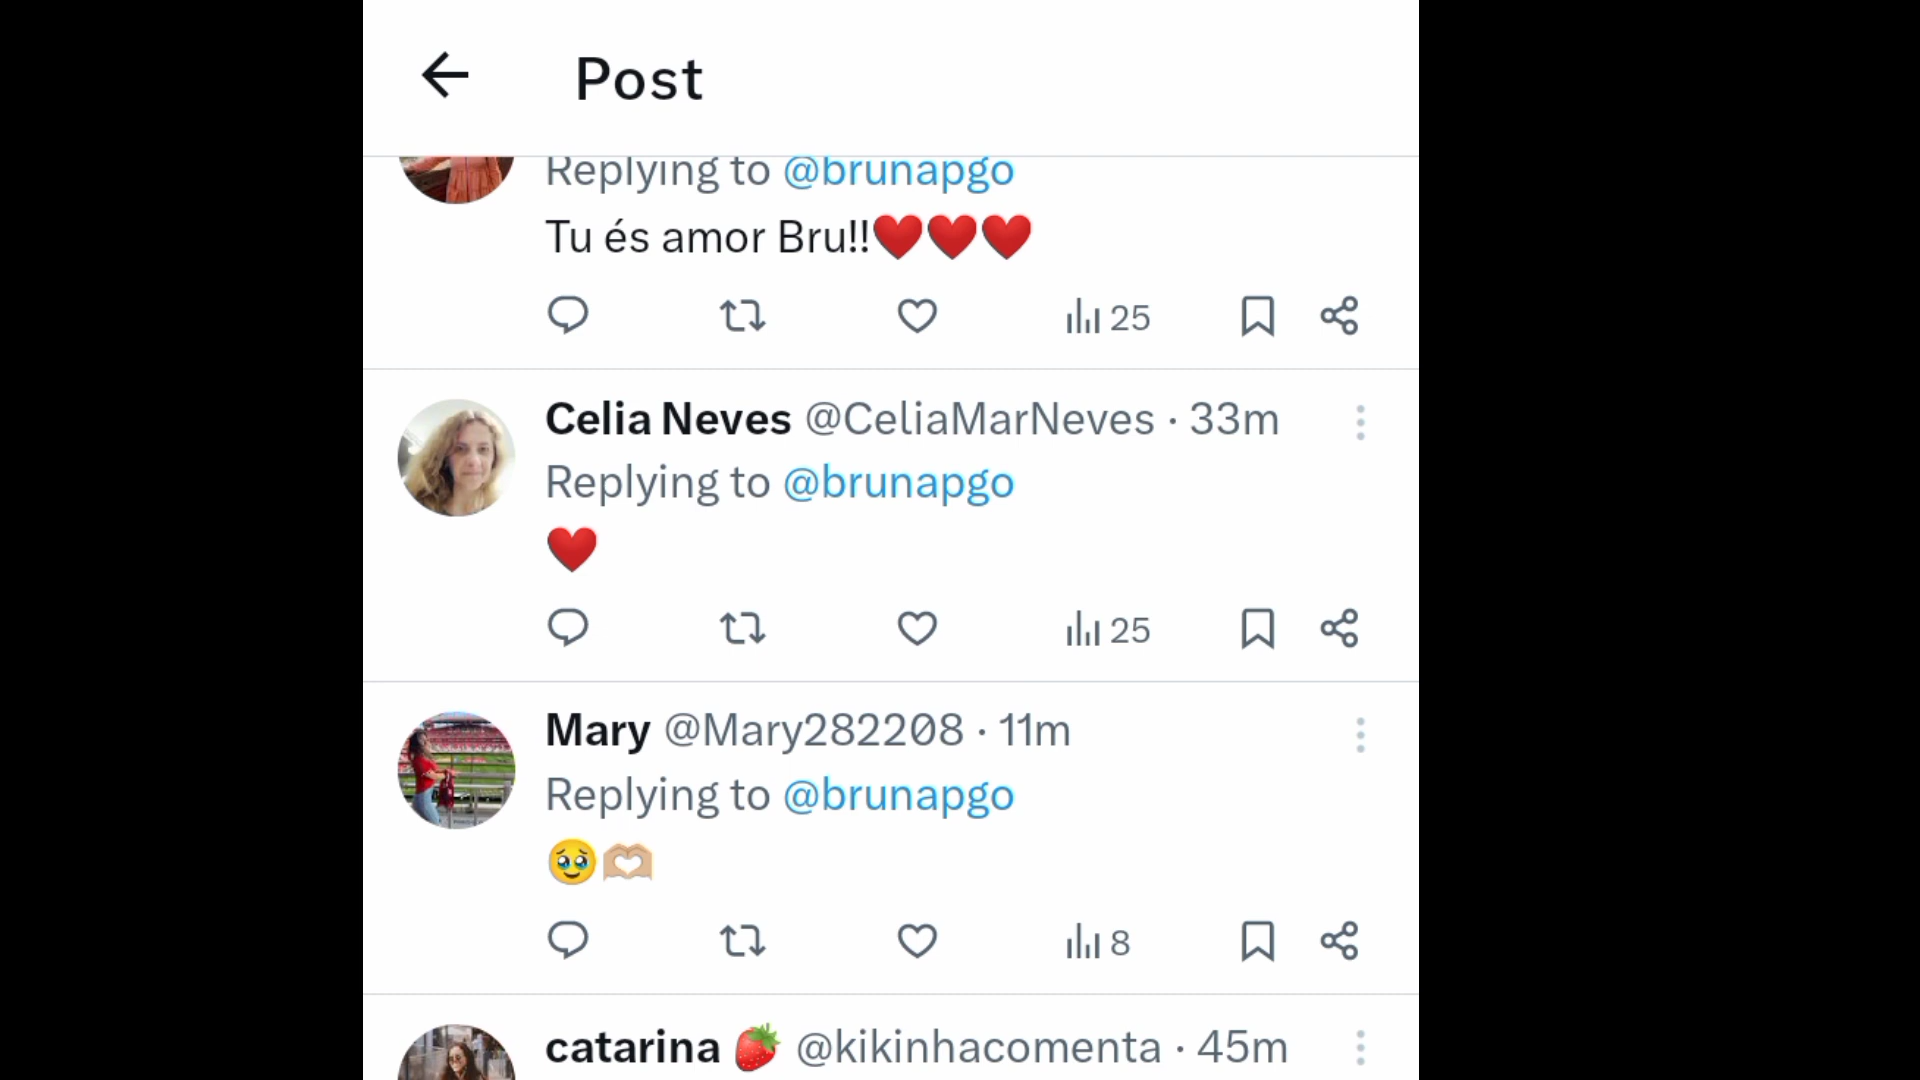 Post
Replying to @brunapgo
Tu és amor Bru!!❤️❤️❤️
25
Celia Neves @CeliaMarNeves · 33m
Replying to @brunapgo
❤️
25
Mary @Mary282208 · 11m
Replying to @brunapgo
🥹🫶🏼
8
catarina 🍓 @kikinhacomenta · 45m